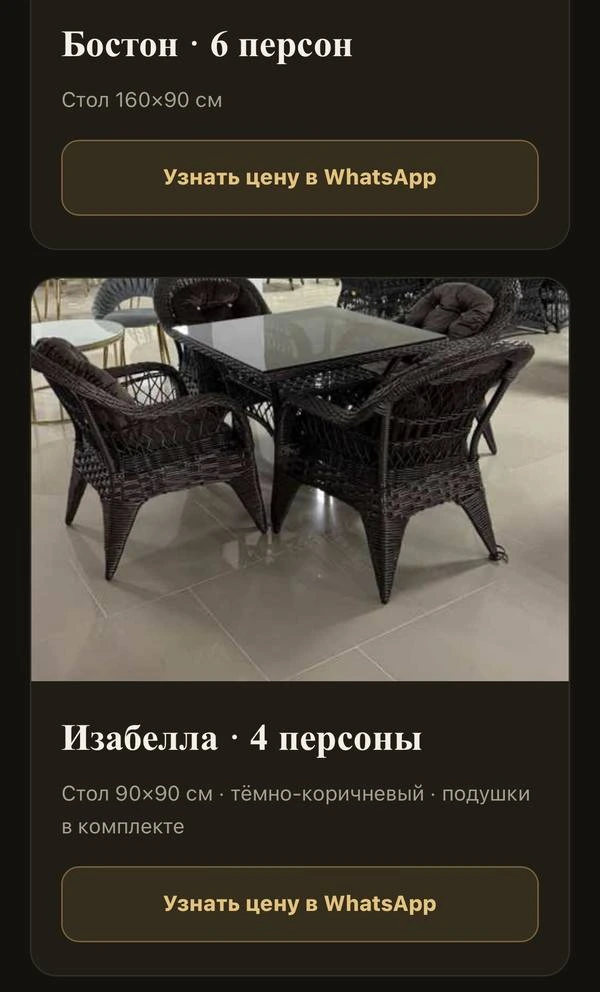 Бостон · 6 персон
Стол 160×90 см
Узнать цену в WhatsApp
Изабелла · 4 персоны
Стол 90×90 см · тёмно-коричневый · подушки
в комплекте
Узнать цену в WhatsApp